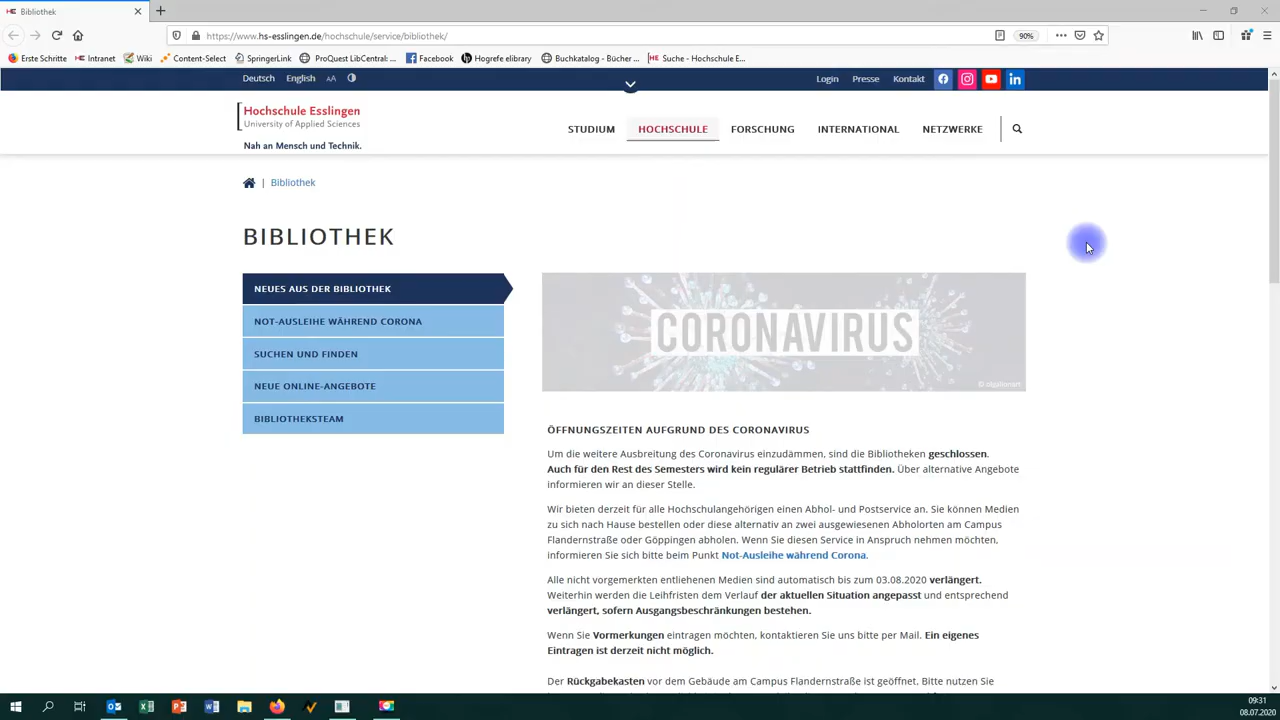 Bibliothek
https://www.hs-esslingen.de/hochschule/service/bibliothek/
90%
Erste Schritte
Intranet
Wiki
Content-Select
SpringerLink
ProQuest LibCentral: ...
Facebook
Hogrefe elibrary
Buchkatalog - Bücher ...
Suche - Hochschule E...
Deutsch
English
AA
Login
Presse
Kontakt
Hochschule Esslingen
University of Applied Sciences
Nah an Mensch und Technik.
STUDIUM
HOCHSCHULE
FORSCHUNG
INTERNATIONAL
NETZWERKE
| Bibliothek
BIBLIOTHEK
NEUES AUS DER BIBLIOTHEK
NOT-AUSLEIHE WÄHREND CORONA
SUCHEN UND FINDEN
NEUE ONLINE-ANGEBOTE
BIBLIOTHEKSTEAM
CORONAVIRUS
© olgalionart
ÖFFNUNGSZEITEN AUFGRUND DES CORONAVIRUS
Um die weitere Ausbreitung des Coronavirus einzudämmen, sind die Bibliotheken geschlossen.
Auch für den Rest des Semesters wird kein regulärer Betrieb stattfinden. Über alternative Angebote
informieren wir an dieser Stelle.
Wir bieten derzeit für alle Hochschulangehörigen einen Abhol- und Postservice an. Sie können Medien
zu sich nach Hause bestellen oder diese alternativ an zwei ausgewiesenen Abholorten am Campus
Flandernstraße oder Göppingen abholen. Wenn Sie diesen Service in Anspruch nehmen möchten,
informieren Sie sich bitte beim Punkt Not-Ausleihe während Corona.
Alle nicht vorgemerkten entliehenen Medien sind automatisch bis zum 03.08.2020 verlängert.
Weiterhin werden die Leihfristen dem Verlauf der aktuellen Situation angepasst und entsprechend
verlängert, sofern Ausgangsbeschränkungen bestehen.
Wenn Sie Vormerkungen eintragen möchten, kontaktieren Sie uns bitte per Mail. Ein eigenes
Eintragen ist derzeit nicht möglich.
Der Rückgabekasten vor dem Gebäude am Campus Flandernstraße ist geöffnet. Bitte nutzen Sie
09:31
08.07.2020